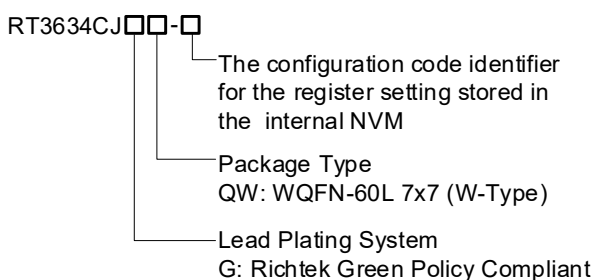 RT3634CJ□□-□
The configuration code identifier
for the register setting stored in
the internal NVM
Package Type
QW: WQFN-60L 7x7 (W-Type)
Lead Plating System
G: Richtek Green Policy Compliant